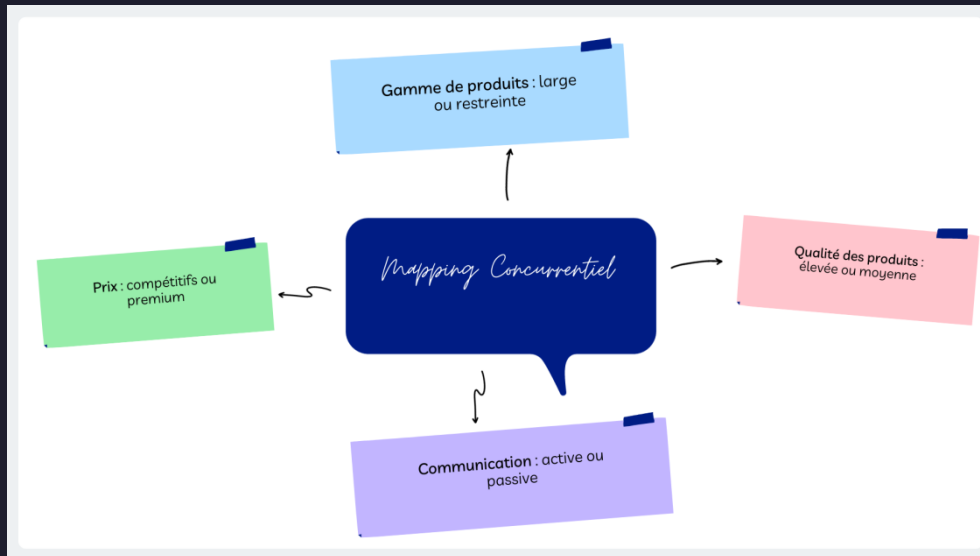 Gamme de produits : large
ou restreinte
Mapping Concurrentiel
Qualité des produits :
élevée ou moyenne
Prix : compétitifs ou
premium
Communication : active ou
passive